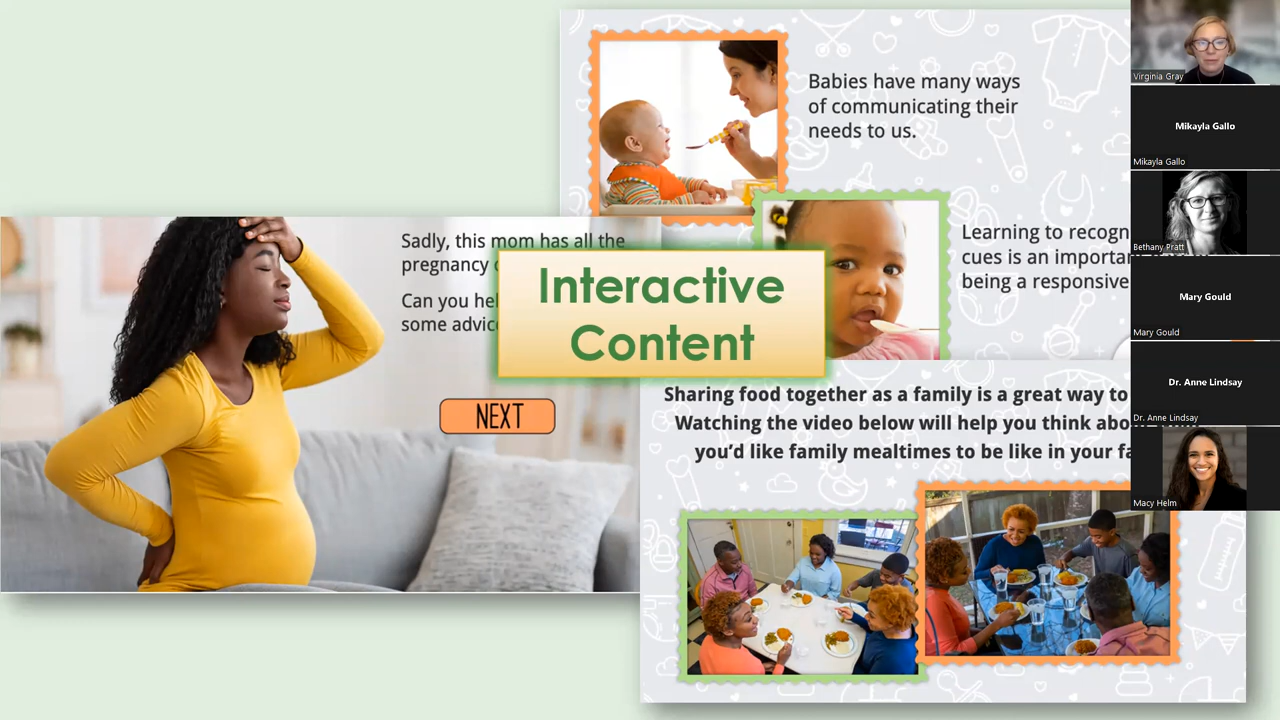 Babies have many ways
of communicating their
needs to us.
Learning to recogn
cues is an importan
being a responsive
Sadly, this mom has all the
pregnancy
Can you hel
some advic
Interactive
Content
NEXT
Sharing food together as a family is a great way to
Watching the video below will help you think abo
you'd like family mealtimes to be like in your fa
Virginia Gray
Mikayla Gallo
Mikayla Gallo
Bethany Pratt
Mary Gould
Mary Gould
Dr. Anne Lindsay
Dr. Anne Lindsay
Macy Helm